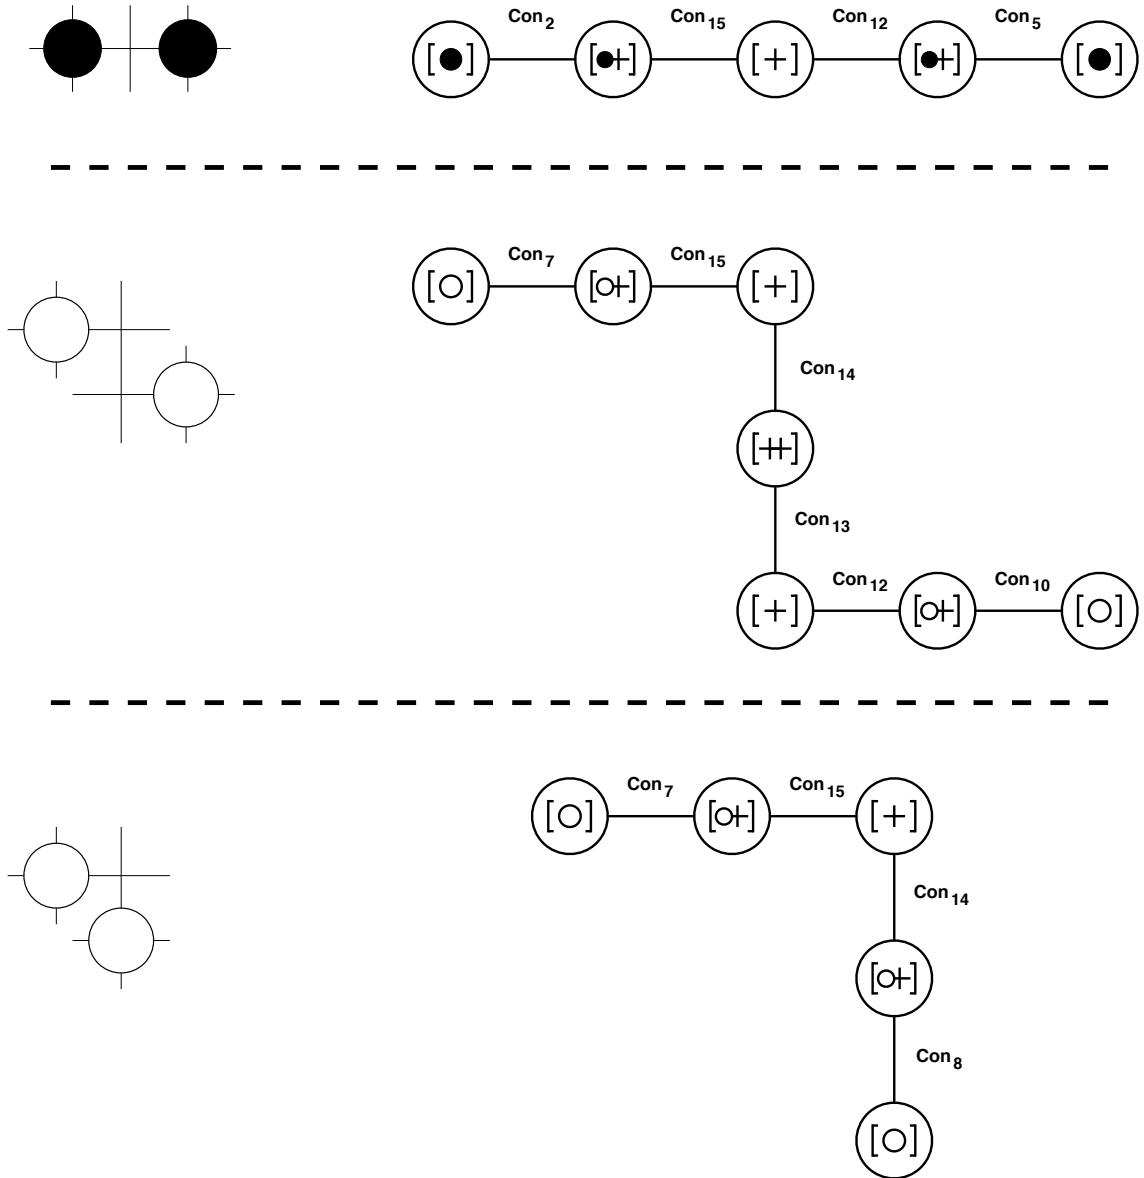 Con2 Con15 Con12 Con5
[●] [●+] [+] [●+] [●]
Con7 Con15
[○] [○+] [+]
Con14
[++]
Con13
Con12 Con10
[+] [○+] [○]
Con7 Con15
[○] [○+] [+]
Con14
[○+]
Con8
[○]